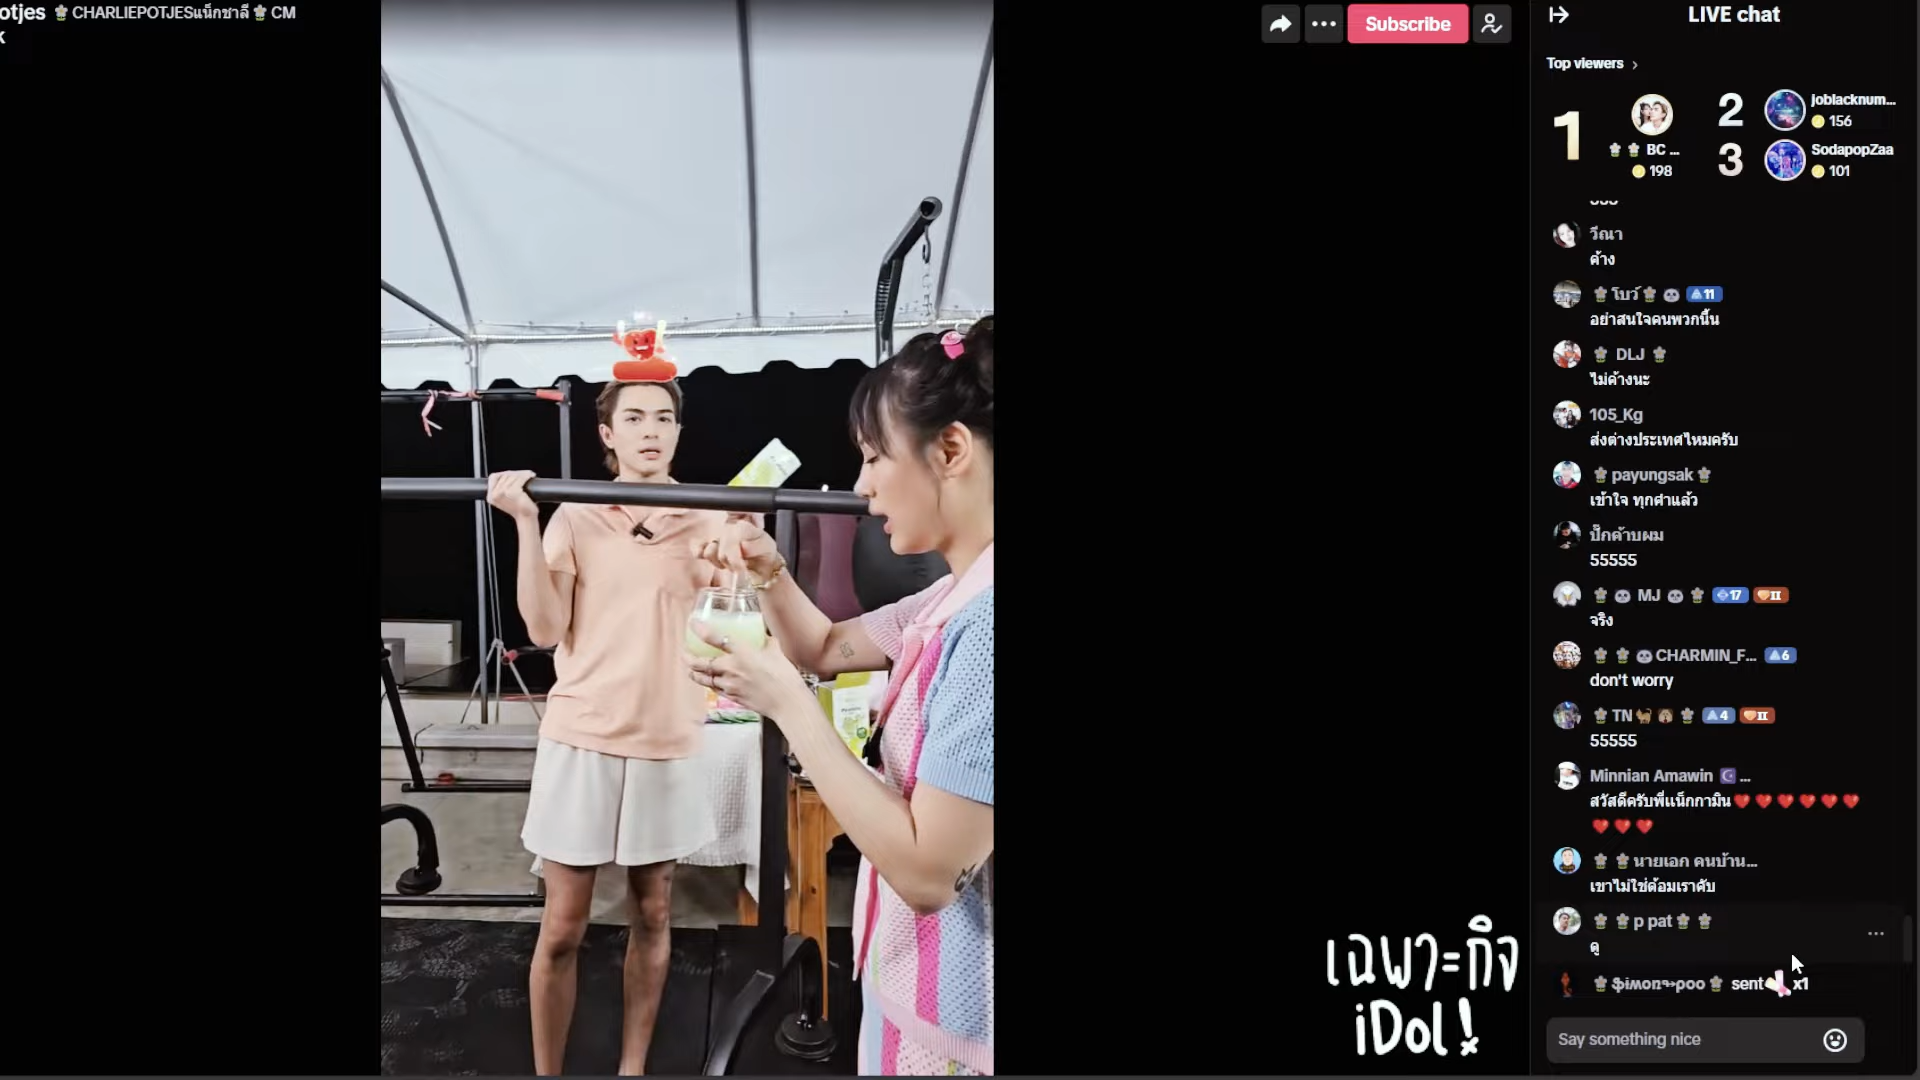 otjes CHARLIEPOTJESแน็กชาลี CM
Subscribe
LIVE chat
Top viewers
1
BC ...
198
2
joblacknum...
156
3
SodapopZaa
101
วีณา
ค้าง
โบว์ 11
อย่าสนใจคนพวกนี้น
DLJ
ไม่ค้างนะ
105_Kg
ส่งต่างประเทศไหมครับ
payungsak
เข้าใจ ทุกคำแล้ว
ปิ๊กค้าบผม
55555
MJ 17 II
จริง
CHARMIN_F... 6
don't worry
TN 4 II
55555
Minnian Amawin ...
สวัสดีครับพี่แน็กกามิน
นายเอก คนบ้าน...
เขาไม่ใช่ด้อมเราคับ
p pat
ดู
sent x1
Say something nice
เฉพาะกิจ
iDol!